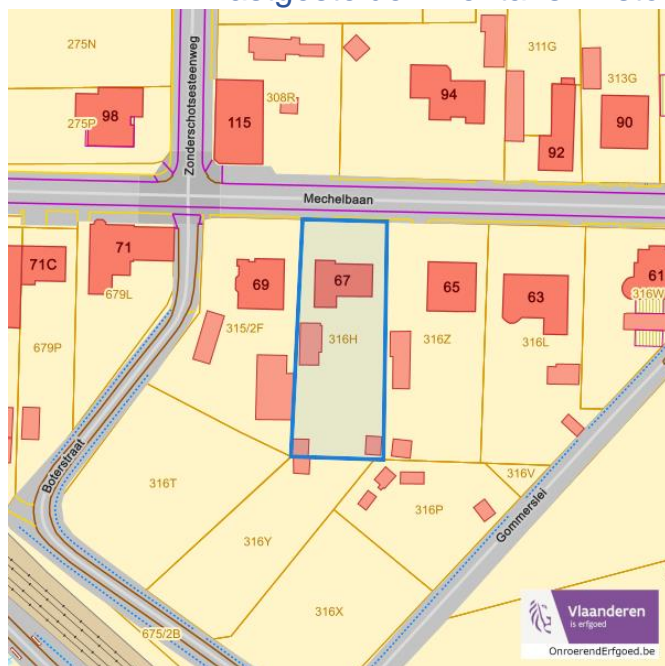 275N
311G
313G
98
275P
Zonderschotsesteenweg
115
308R
94
92
90
Mechelbaan
71C
71
679L
679P
69
315/2F
67
316H
65
316Z
63
316L
61
316W
Boterstraat
316T
316Y
316P
316V
Gommerslei
316X
675/2B
Vlaanderen
is erfgoed
OnroerendErfgoed.be